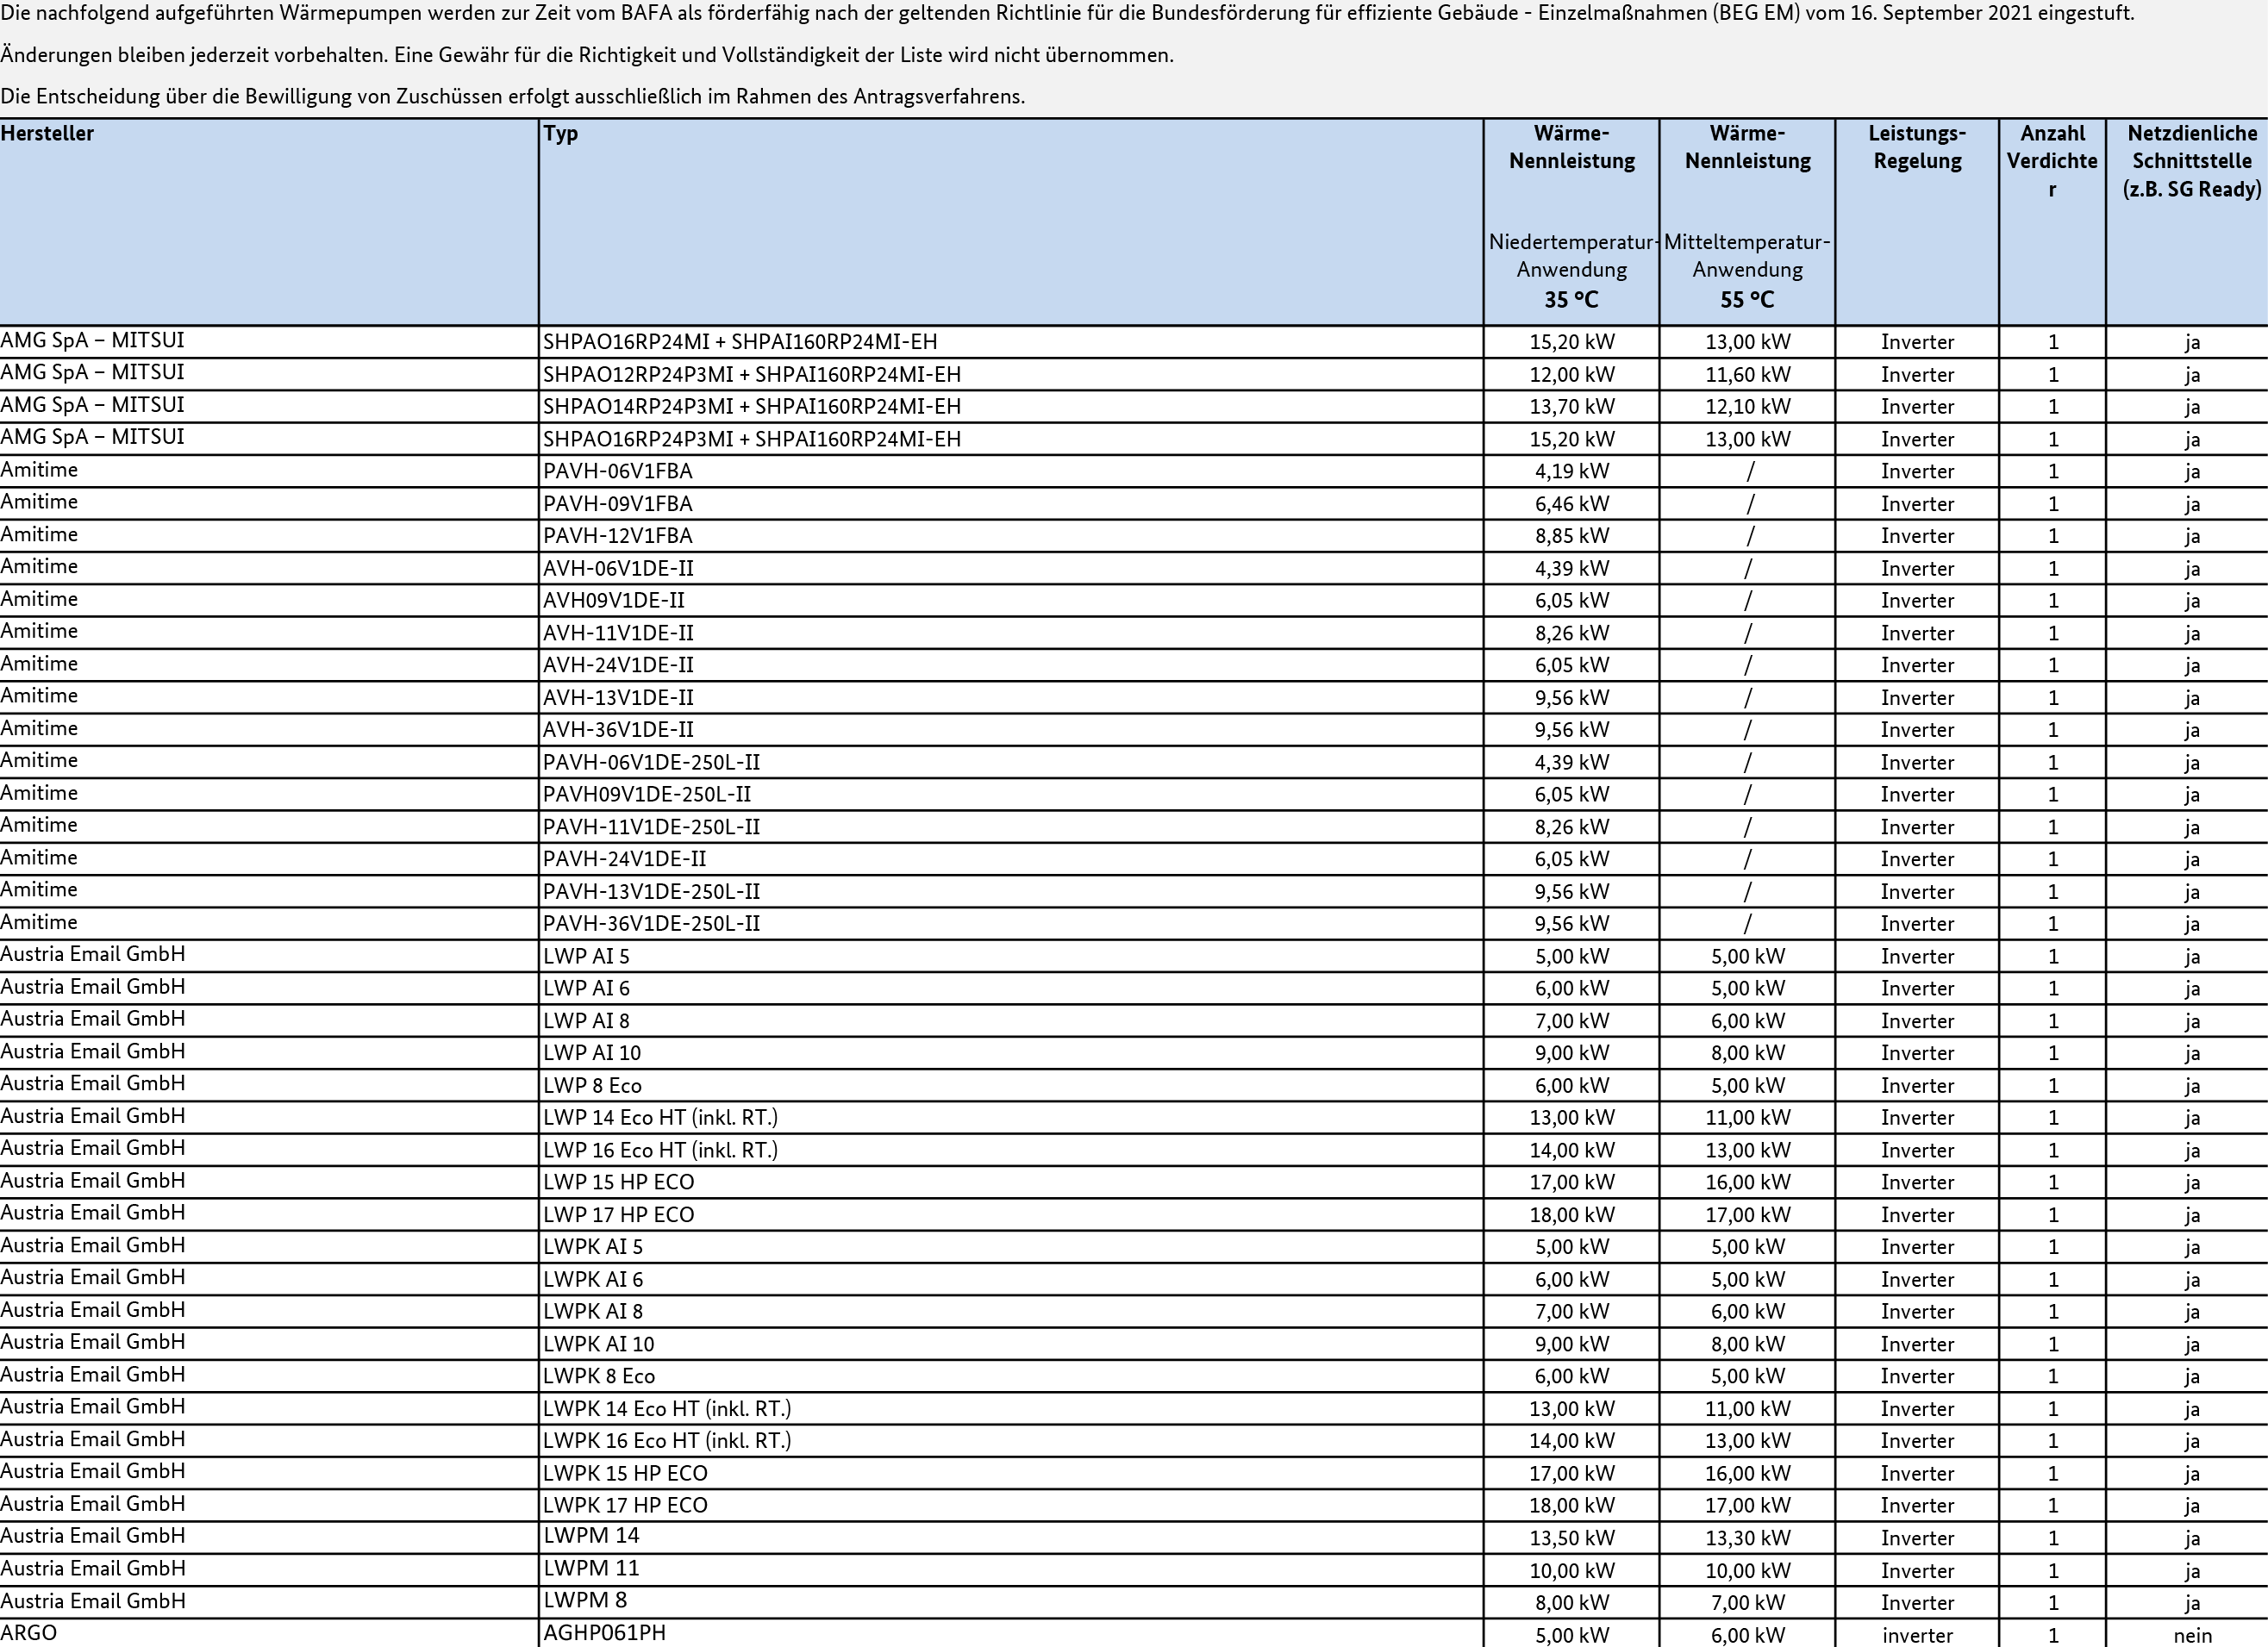 Die nachfolgend aufgeführten Wärmepumpen werden zur Zeit vom BAFA als förderfähig nach der geltenden Richtlinie für die Bundesförderung für effiziente Gebäude - Einzelmaßnahmen (BEG EM) vom 16. September 2021 eingestuft.
Änderungen bleiben jederzeit vorbehalten. Eine Gewähr für die Richtigkeit und Vollständigkeit der Liste wird nicht übernommen.
Die Entscheidung über die Bewilligung von Zuschüssen erfolgt ausschließlich im Rahmen des Antragsverfahrens.
Hersteller Typ Wärme- Wärme- Leistungs- Anzahl Netzdienliche
Nennleistung Nennleistung Regelung Verdichte Schnittstelle
r (z.B. SG Ready)
Niedertemperatur- Mitteltemperatur-
Anwendung Anwendung
35 °C 55 °C
AMG SpA – MITSUI SHPAO16RP24MI + SHPAI160RP24MI-EH 15,20 kW 13,00 kW Inverter 1 ja
AMG SpA – MITSUI SHPAO12RP24P3MI + SHPAI160RP24MI-EH 12,00 kW 11,60 kW Inverter 1 ja
AMG SpA – MITSUI SHPAO14RP24P3MI + SHPAI160RP24MI-EH 13,70 kW 12,10 kW Inverter 1 ja
AMG SpA – MITSUI SHPAO16RP24P3MI + SHPAI160RP24MI-EH 15,20 kW 13,00 kW Inverter 1 ja
Amitime PAVH-06V1FBA 4,19 kW / Inverter 1 ja
Amitime PAVH-09V1FBA 6,46 kW / Inverter 1 ja
Amitime PAVH-12V1FBA 8,85 kW / Inverter 1 ja
Amitime AVH-06V1DE-II 4,39 kW / Inverter 1 ja
Amitime AVH09V1DE-II 6,05 kW / Inverter 1 ja
Amitime AVH-11V1DE-II 8,26 kW / Inverter 1 ja
Amitime AVH-24V1DE-II 6,05 kW / Inverter 1 ja
Amitime AVH-13V1DE-II 9,56 kW / Inverter 1 ja
Amitime AVH-36V1DE-II 9,56 kW / Inverter 1 ja
Amitime PAVH-06V1DE-250L-II 4,39 kW / Inverter 1 ja
Amitime PAVH09V1DE-250L-II 6,05 kW / Inverter 1 ja
Amitime PAVH-11V1DE-250L-II 8,26 kW / Inverter 1 ja
Amitime PAVH-24V1DE-II 6,05 kW / Inverter 1 ja
Amitime PAVH-13V1DE-250L-II 9,56 kW / Inverter 1 ja
Amitime PAVH-36V1DE-250L-II 9,56 kW / Inverter 1 ja
Austria Email GmbH LWP AI 5 5,00 kW 5,00 kW Inverter 1 ja
Austria Email GmbH LWP AI 6 6,00 kW 5,00 kW Inverter 1 ja
Austria Email GmbH LWP AI 8 7,00 kW 6,00 kW Inverter 1 ja
Austria Email GmbH LWP AI 10 9,00 kW 8,00 kW Inverter 1 ja
Austria Email GmbH LWP 8 Eco 6,00 kW 5,00 kW Inverter 1 ja
Austria Email GmbH LWP 14 Eco HT (inkl. RT.) 13,00 kW 11,00 kW Inverter 1 ja
Austria Email GmbH LWP 16 Eco HT (inkl. RT.) 14,00 kW 13,00 kW Inverter 1 ja
Austria Email GmbH LWP 15 HP ECO 17,00 kW 16,00 kW Inverter 1 ja
Austria Email GmbH LWP 17 HP ECO 18,00 kW 17,00 kW Inverter 1 ja
Austria Email GmbH LWPK AI 5 5,00 kW 5,00 kW Inverter 1 ja
Austria Email GmbH LWPK AI 6 6,00 kW 5,00 kW Inverter 1 ja
Austria Email GmbH LWPK AI 8 7,00 kW 6,00 kW Inverter 1 ja
Austria Email GmbH LWPK AI 10 9,00 kW 8,00 kW Inverter 1 ja
Austria Email GmbH LWPK 8 Eco 6,00 kW 5,00 kW Inverter 1 ja
Austria Email GmbH LWPK 14 Eco HT (inkl. RT.) 13,00 kW 11,00 kW Inverter 1 ja
Austria Email GmbH LWPK 16 Eco HT (inkl. RT.) 14,00 kW 13,00 kW Inverter 1 ja
Austria Email GmbH LWPK 15 HP ECO 17,00 kW 16,00 kW Inverter 1 ja
Austria Email GmbH LWPK 17 HP ECO 18,00 kW 17,00 kW Inverter 1 ja
Austria Email GmbH LWPM 14 13,50 kW 13,30 kW Inverter 1 ja
Austria Email GmbH LWPM 11 10,00 kW 10,00 kW Inverter 1 ja
Austria Email GmbH LWPM 8 8,00 kW 7,00 kW Inverter 1 ja
ARGO AGHP061PH 5,00 kW 6,00 kW inverter 1 nein